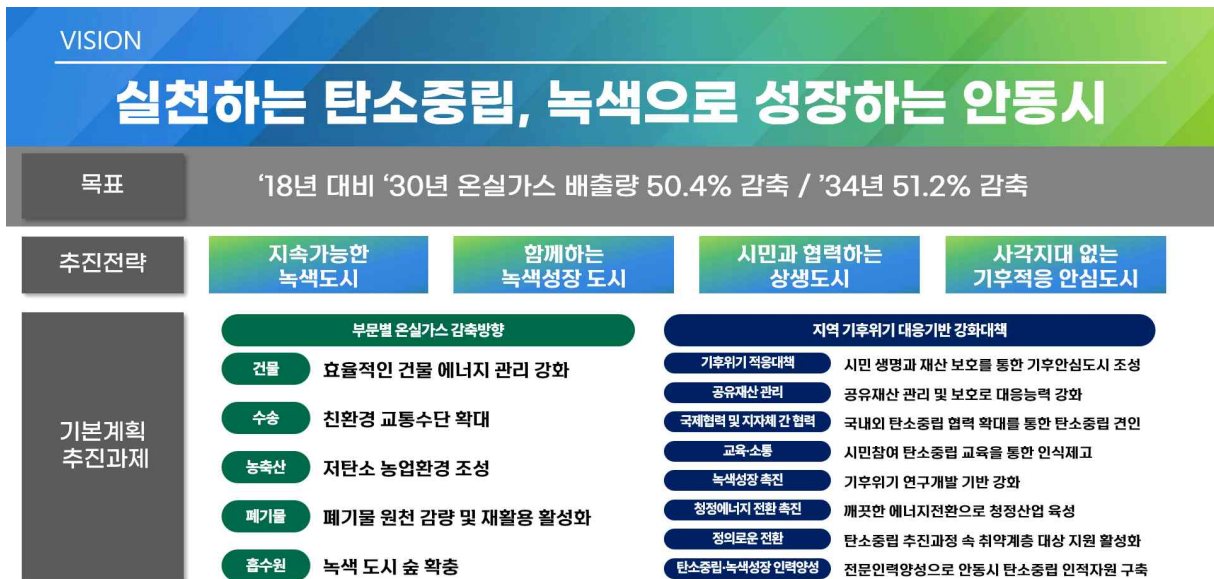 VISION
실천하는 탄소중립, 녹색으로 성장하는 안동시
목표
‘18년 대비 ‘30년 온실가스 배출량 50.4% 감축 / ’34년 51.2% 감축
추진전략
지속가능한
녹색도시
함께하는
녹색성장 도시
시민과 협력하는
상생도시
사각지대 없는
기후적응 안심도시
기본계획
추진과제
부문별 온실가스 감축방향
건물 효율적인 건물 에너지 관리 강화
수송 친환경 교통수단 확대
농축산 저탄소 농업환경 조성
폐기물 폐기물 원천 감량 및 재활용 활성화
흡수원 녹색 도시 숲 확충
지역 기후위기 대응기반 강화대책
기후위기 적응대책 시민 생명과 재산 보호를 통한 기후안심도시 조성
공유재산 관리 공유재산 관리 및 보호로 대응능력 강화
국제협력 및 지자체 간 협력 국내외 탄소중립 협력 확대를 통한 탄소중립 견인
교육·소통 시민참여 탄소중립 교육을 통한 인식제고
녹색성장 촉진 기후위기 연구개발 기반 강화
청정에너지 전환 촉진 깨끗한 에너지전환으로 청정산업 육성
정의로운 전환 탄소중립 추진과정 속 취약계층 대상 지원 활성화
탄소중립·녹색성장 인력양성 전문인력양성으로 안동시 탄소중립 인적자원 구축